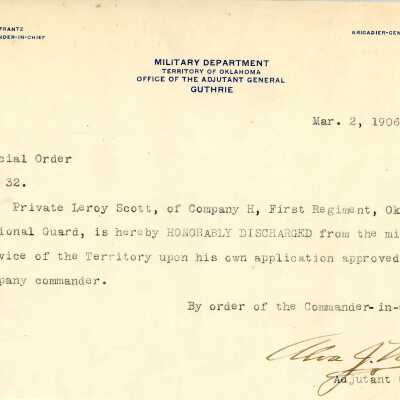 FRANTZ
NDER-IN-CHIEF
BRIGADIER-GEN
MILITARY DEPARTMENT
TERRITORY OF OKLAHOMA
OFFICE OF THE ADJUTANT GENERAL
GUTHRIE
Mar. 2, 1906
cial Order
32.
Private Leroy Scott, of Company H, First Regiment, Ok
ional Guard, is hereby HONORABLY DISCHARGED from the mi
vice of the Territory upon his own application approved
pany commander.
By order of the Commander-in-
Alva J.
Adjutant